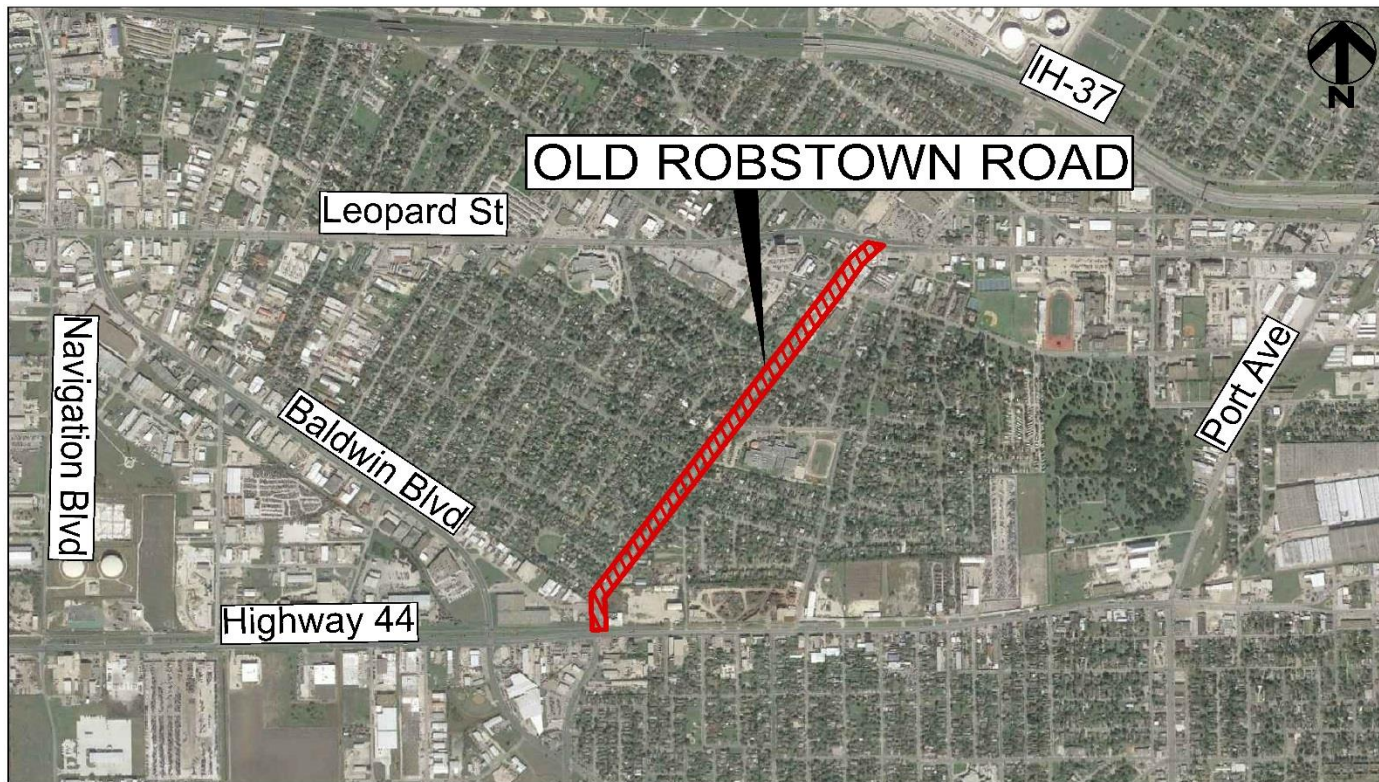 IH-37
N
OLD ROBSTOWN ROAD
Leopard St
Navigation Blvd
Baldwin Blvd
Port Ave
Highway 44